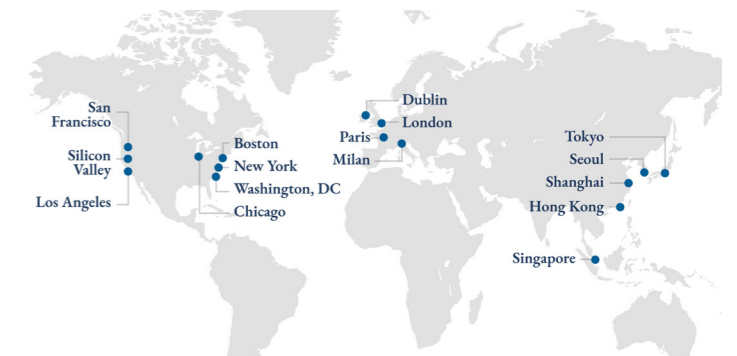 San
Francisco
Silicon
Valley
Los Angeles
Boston
New York
Washington, DC
Chicago
Dublin
London
Paris
Milan
Tokyo
Seoul
Shanghai
Hong Kong
Singapore